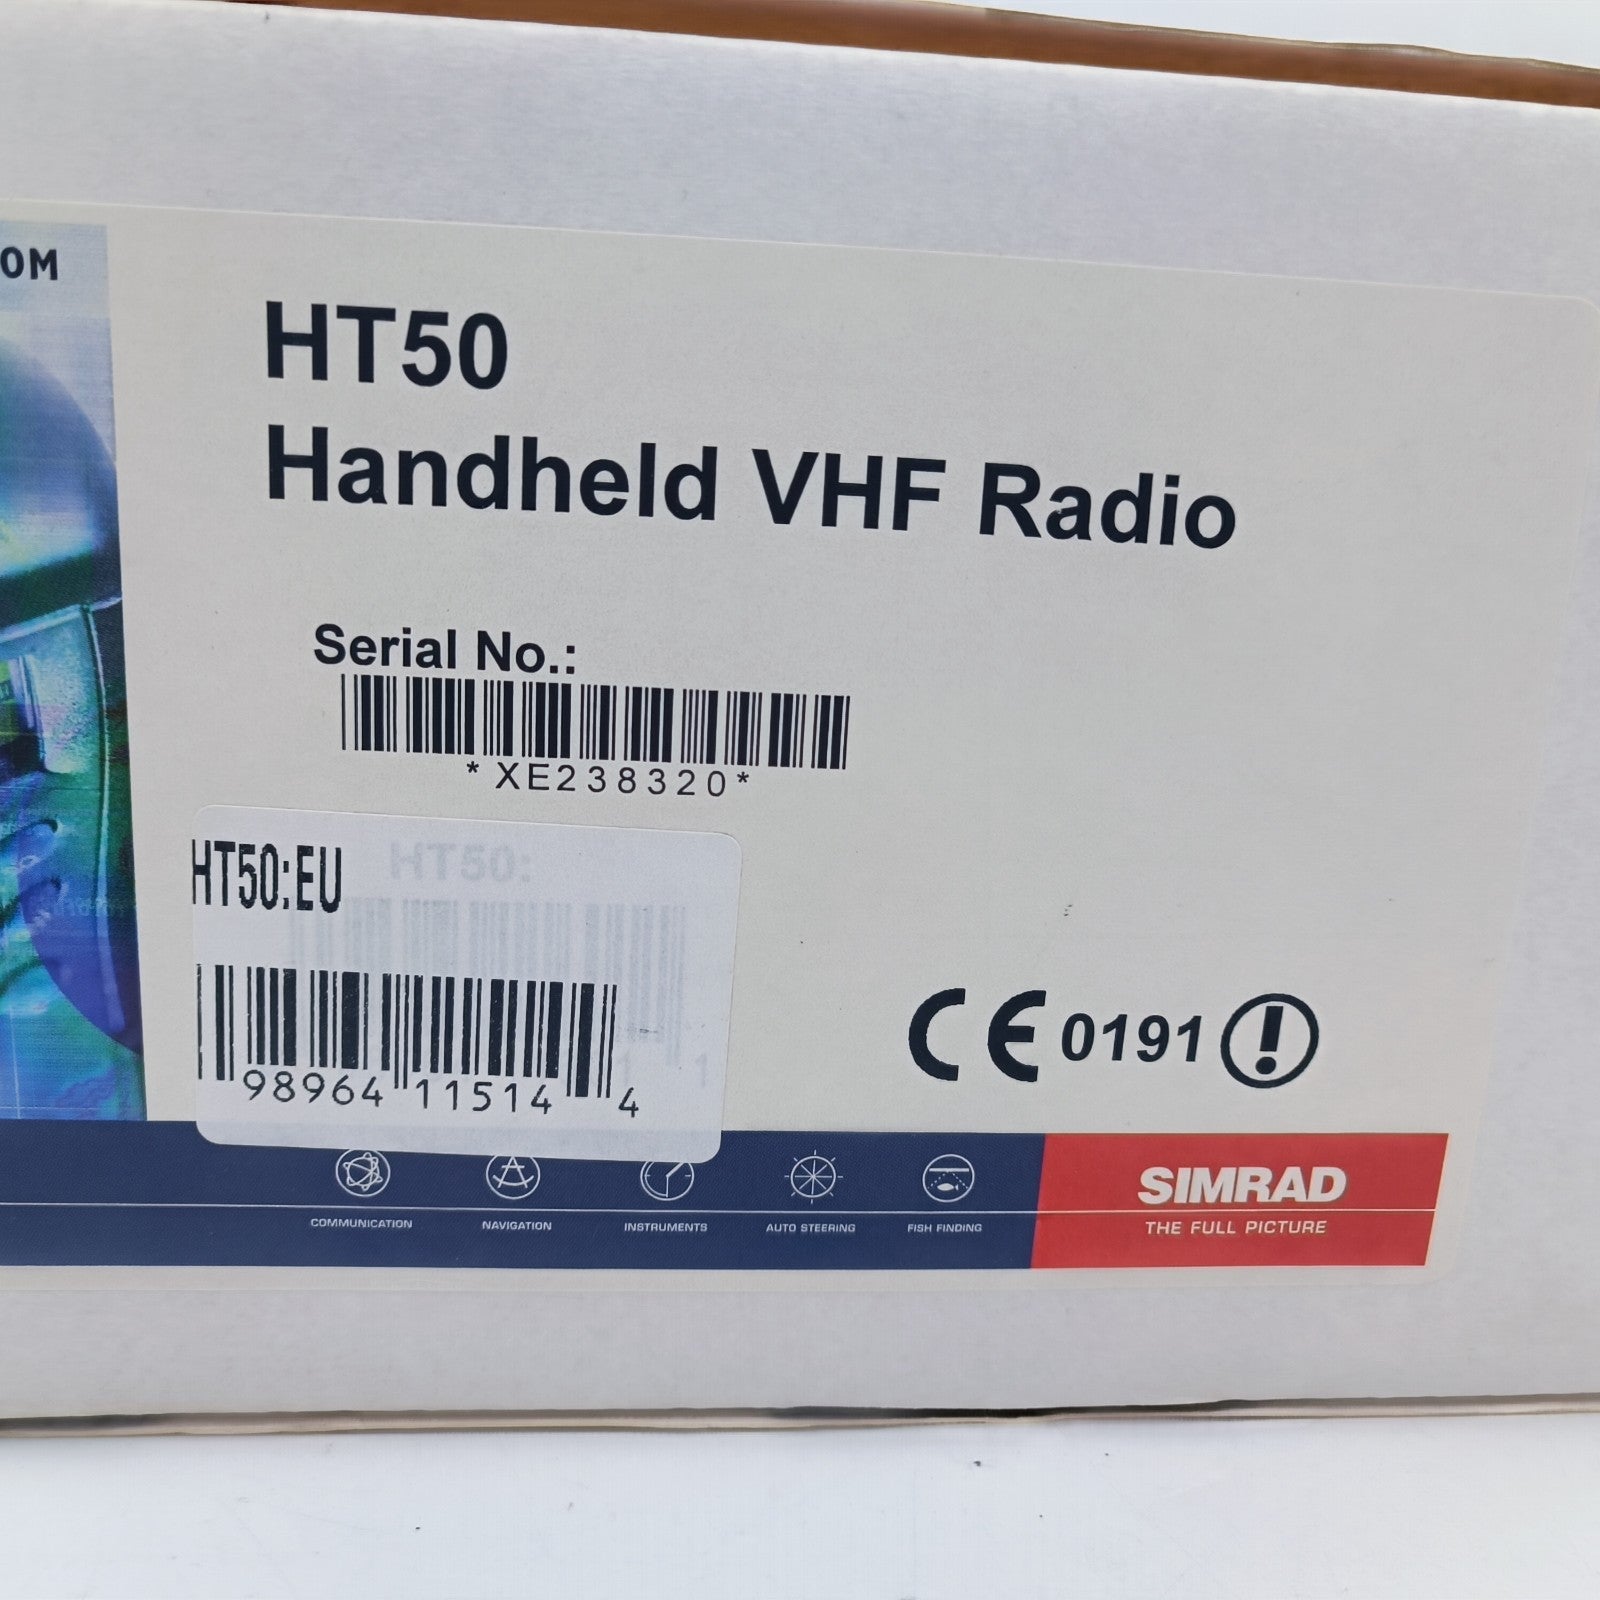 OM
HT50
Handheld VHF Radio
Serial No.:
*XE238320*
HT50:EU
HT50:
98964 11514 4
CE 0191
COMMUNICATION NAVIGATION INSTRUMENTS AUTO STEERING FISH FINDING
SIMRAD
THE FULL PICTURE